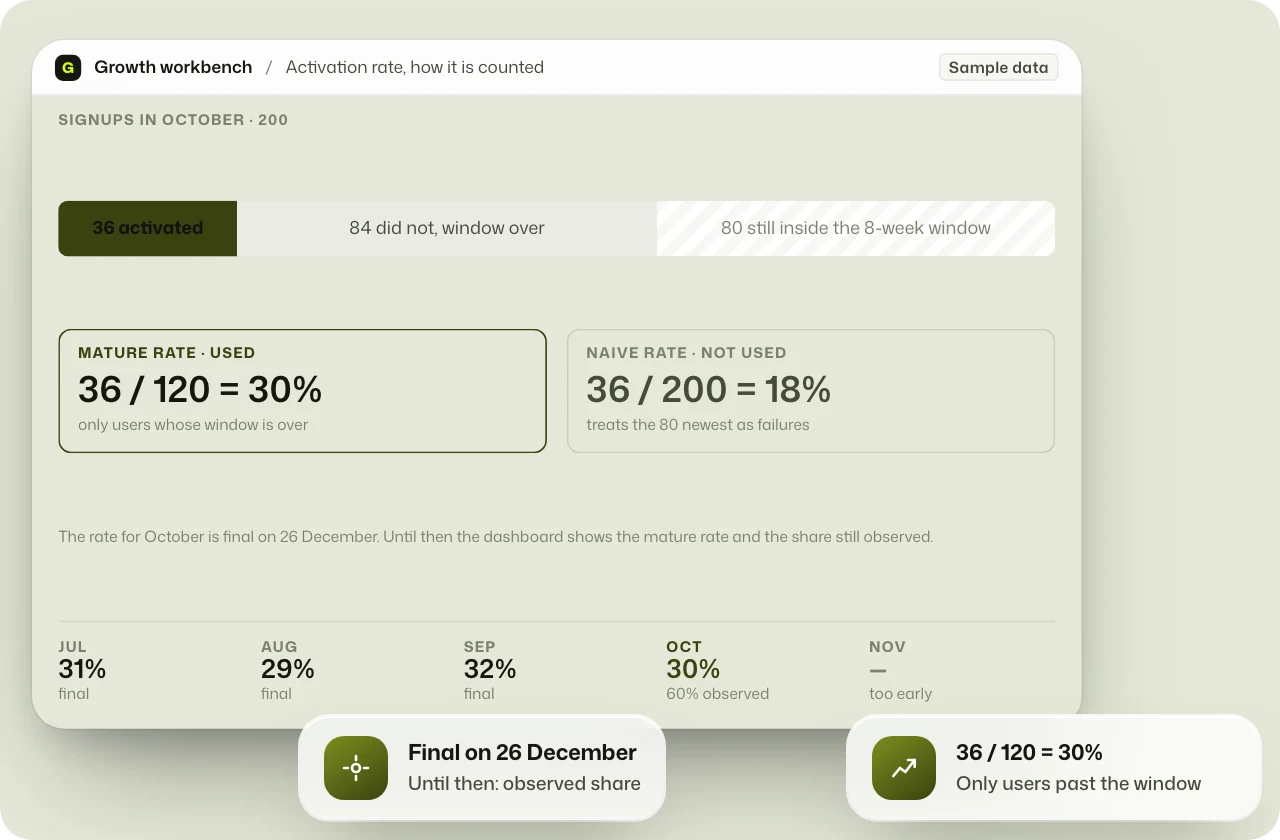 G Growth workbench / Activation rate, how it is counted Sample data
SIGNUPS IN OCTOBER · 200
36 activated 84 did not, window over 80 still inside the 8-week window
MATURE RATE · USED
36 / 120 = 30%
only users whose window is over
NAIVE RATE · NOT USED
36 / 200 = 18%
treats the 80 newest as failures
The rate for October is final on 26 December. Until then the dashboard shows the mature rate and the share still observed.
JUL
31%
final
AUG
29%
final
SEP
32%
final
OCT
30%
60% observed
NOV
—
too early
Final on 26 December
Until then: observed share
36 / 120 = 30%
Only users past the window